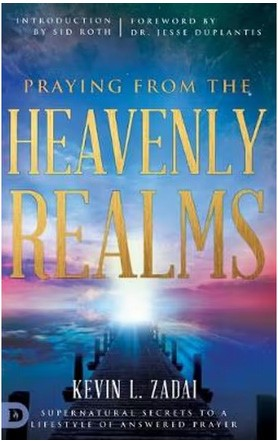 INTRODUCTION
BY SID ROTH
FOREWORD BY
DR. JESSE DUPLANTIS
PRAYING FROM THE
HEAVENLY
REALMS
KEVIN L. ZADAI
SUPERNATURAL SECRETS TO A
LIFESTYLE OF ANSWERED PRAYER
D